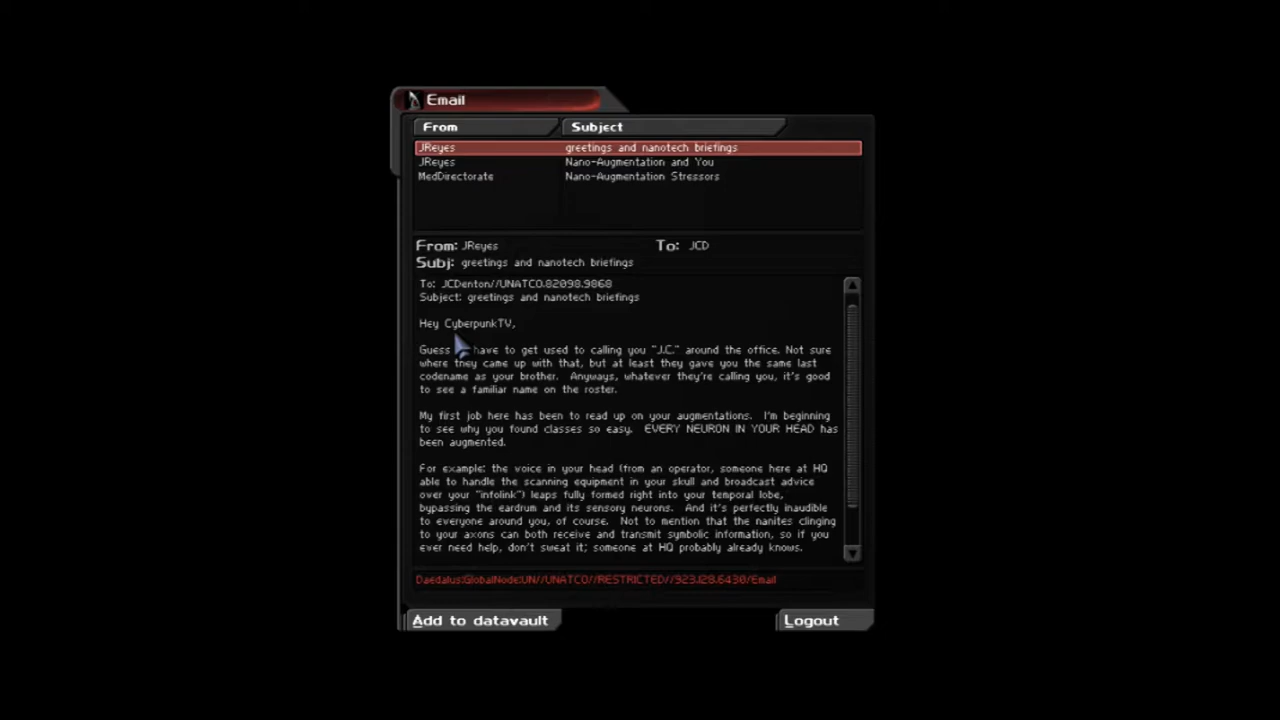 Email
From Subject
JReyes greetings and nanotech briefings
JReyes Nano-Augmentation and You
MedDirectorate Nano-Augmentation Stressors
From: JReyes To: JCD
Subj: greetings and nanotech briefings
To: JCDenton//UNATCO.82098.9868
Subject: greetings and nanotech briefings
Hey CyberpunkTV,
Guess have to get used to calling you "J.C." around the office. Not sure
where they came up with that, but at least they gave you the same last
codename as your brother. Anyways, whatever they're calling you, it's good
to see a familiar name on the roster.
My first job here has been to read up on your augmentations. I'm beginning
to see why you found classes so easy. EVERY NEURON IN YOUR HEAD has
been augmented.
For example: the voice in your head (from an operator, someone here at HQ
able to handle the scanning equipment in your skull and broadcast advice
over your "infolink") leaps fully formed right into your temporal lobe,
bypassing the eardrum and its sensory neurons. And it's perfectly inaudible
to everyone around you, of course. Not to mention that the nanites clinging
to your axons can both receive and transmit symbolic information, so if you
ever need help, don't sweat it; someone at HQ probably already knows.
Daedalus:GlobalNode:UN//UNATCO//RESTRICTED//923.128.6430/Email
Add to datavault Logout